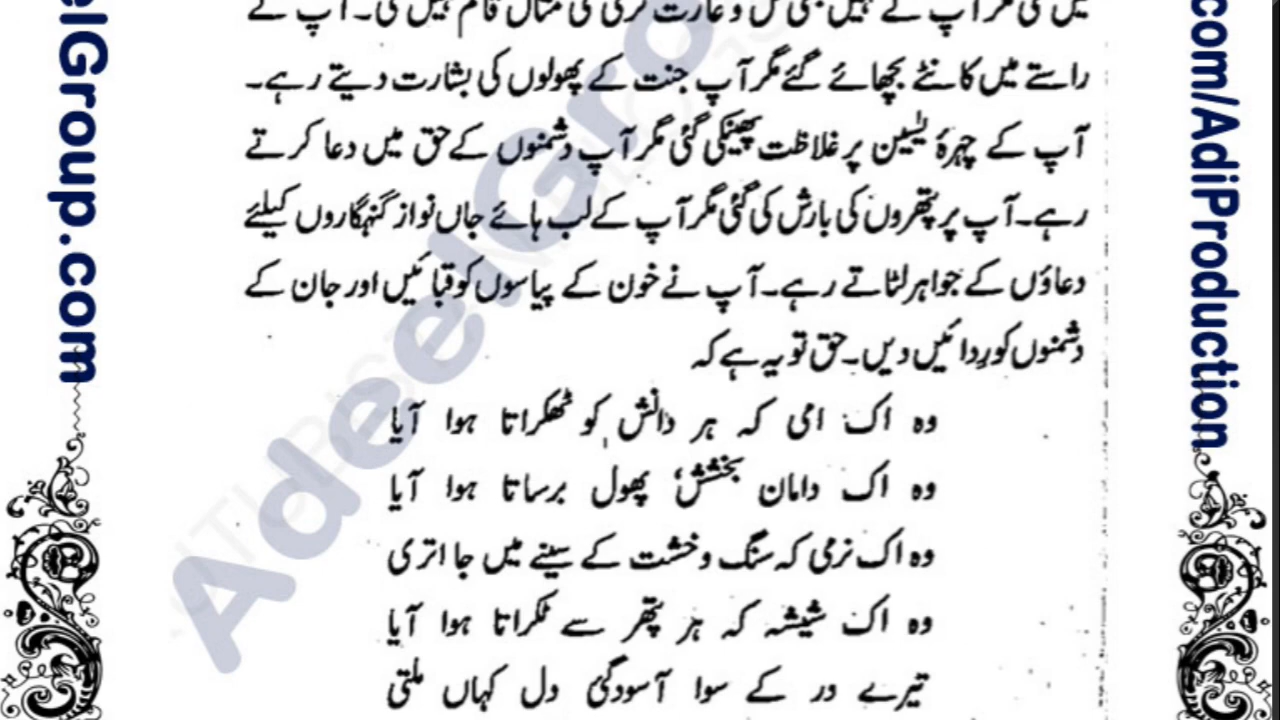 راستے میں کانٹے بچھائے گئے مگر آپ جنت کے پھولوں کی بشارت دیتے رہے۔
آپ کے چہرۂ یٰسین پر غلاظت پھینکی گئی مگر آپ دشمنوں کے حق میں دعا کرتے
رہے۔ آپ پر پتھروں کی بارش کی گئی مگر آپ کے لب ہائے جاں نواز گنہگاروں کیلئے
دعاؤں کے جواہر لٹاتے رہے۔ آپ نے خون کے پیاسوں کو قبائیں اور جان کے
دشمنوں کو رِدائیں دیں۔ حق تو یہ ہے کہ
وہ اک امی کہ ہر دانش کو ٹھکراتا ہوا آیا
وہ اک دامان بخشش، پھول برساتا ہوا آیا
وہ اک نرمی کہ سنگ و خشت کے سینے میں جا اتری
وہ اک شیشہ کہ ہر پتھر سے ٹکراتا ہوا آیا
تیرے در کے سوا آسودگئ دل کہاں ملتی
elGroup.com
.com/AdiProduction
AdeelGro